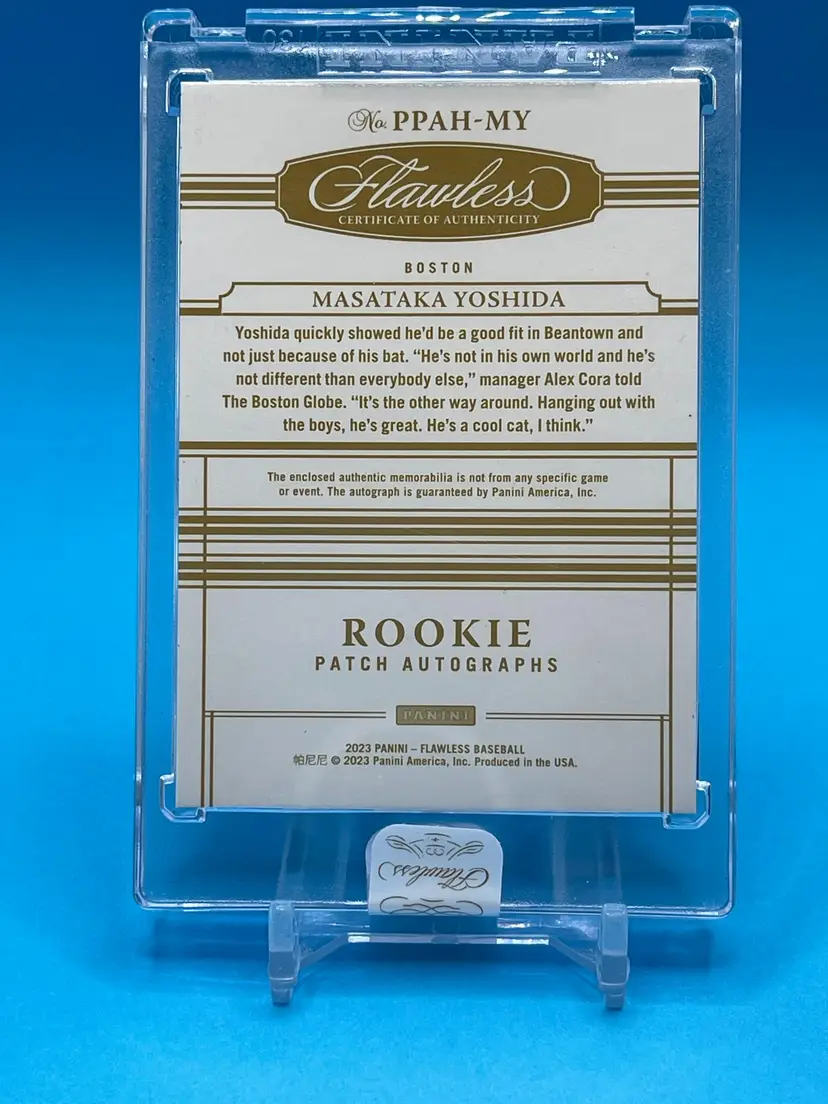 PANINI 130
No. PPAH-MY
Flawless
CERTIFICATE OF AUTHENTICITY
BOSTON
MASATAKA YOSHIDA
Yoshida quickly showed he'd be a good fit in Beantown and
not just because of his bat. “He's not in his own world and he's
not different than everybody else,” manager Alex Cora told
The Boston Globe. “It's the other way around. Hanging out with
the boys, he's great. He's a cool cat, I think.”
The enclosed authentic memorabilia is not from any specific game
or event. The autograph is guaranteed by Panini America, Inc.
ROOKIE
PATCH AUTOGRAPHS
PANINI
2023 PANINI – FLAWLESS BASEBALL
帕尼尼 © 2023 Panini America, Inc. Produced in the USA.
23
Flawless